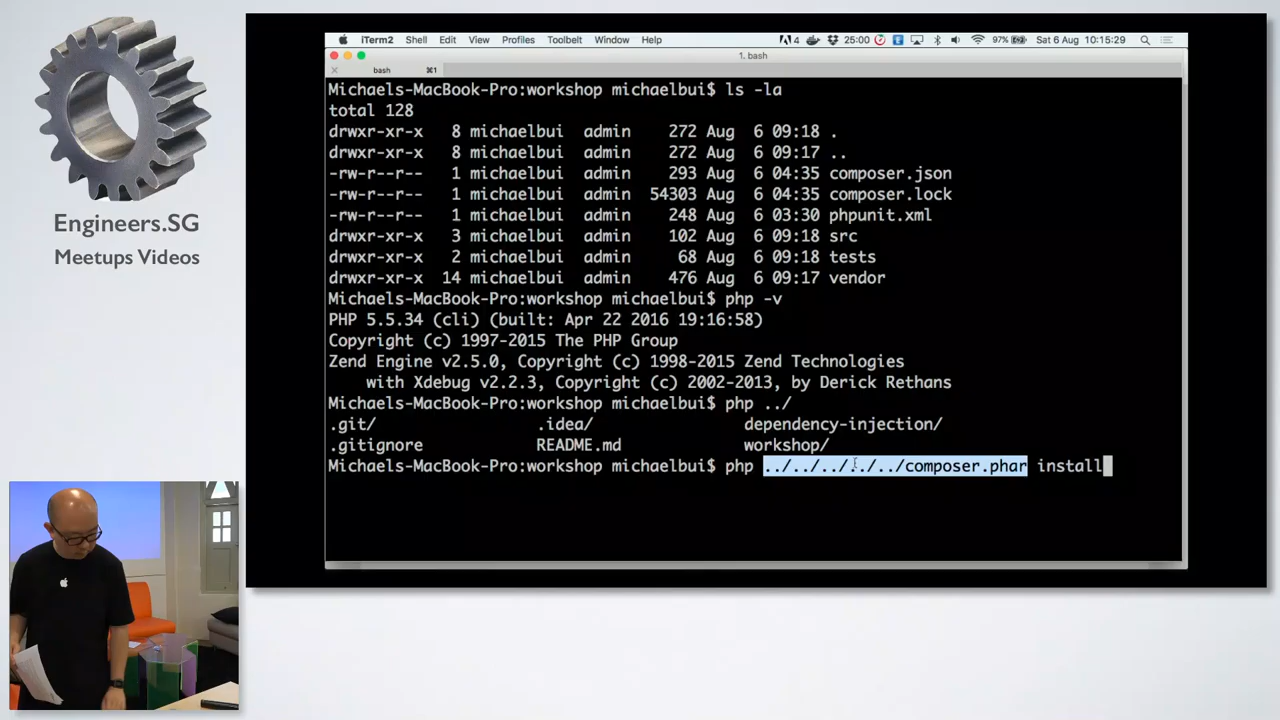 Engineers.SG
Meetups Videos
iTerm2 Shell Edit View Profiles Toolbelt Window Help 4 25:00 97% Sat 6 Aug 10:15:29
1. bash
bash ⌘1
Michaels-MacBook-Pro:workshop michaelbui$ ls -la
total 128
drwxr-xr-x 8 michaelbui admin 272 Aug 6 09:18 .
drwxr-xr-x 8 michaelbui admin 272 Aug 6 09:17 ..
-rw-r--r-- 1 michaelbui admin 293 Aug 6 04:35 composer.json
-rw-r--r-- 1 michaelbui admin 54303 Aug 6 04:35 composer.lock
-rw-r--r-- 1 michaelbui admin 248 Aug 6 03:30 phpunit.xml
drwxr-xr-x 3 michaelbui admin 102 Aug 6 09:18 src
drwxr-xr-x 2 michaelbui admin 68 Aug 6 09:18 tests
drwxr-xr-x 14 michaelbui admin 476 Aug 6 09:17 vendor
Michaels-MacBook-Pro:workshop michaelbui$ php -v
PHP 5.5.34 (cli) (built: Apr 22 2016 19:16:58)
Copyright (c) 1997-2015 The PHP Group
Zend Engine v2.5.0, Copyright (c) 1998-2015 Zend Technologies
with Xdebug v2.2.3, Copyright (c) 2002-2013, by Derick Rethans
Michaels-MacBook-Pro:workshop michaelbui$ php ../
.git/ .idea/ dependency-injection/
.gitignore README.md workshop/
Michaels-MacBook-Pro:workshop michaelbui$ php ../../../../../composer.phar install